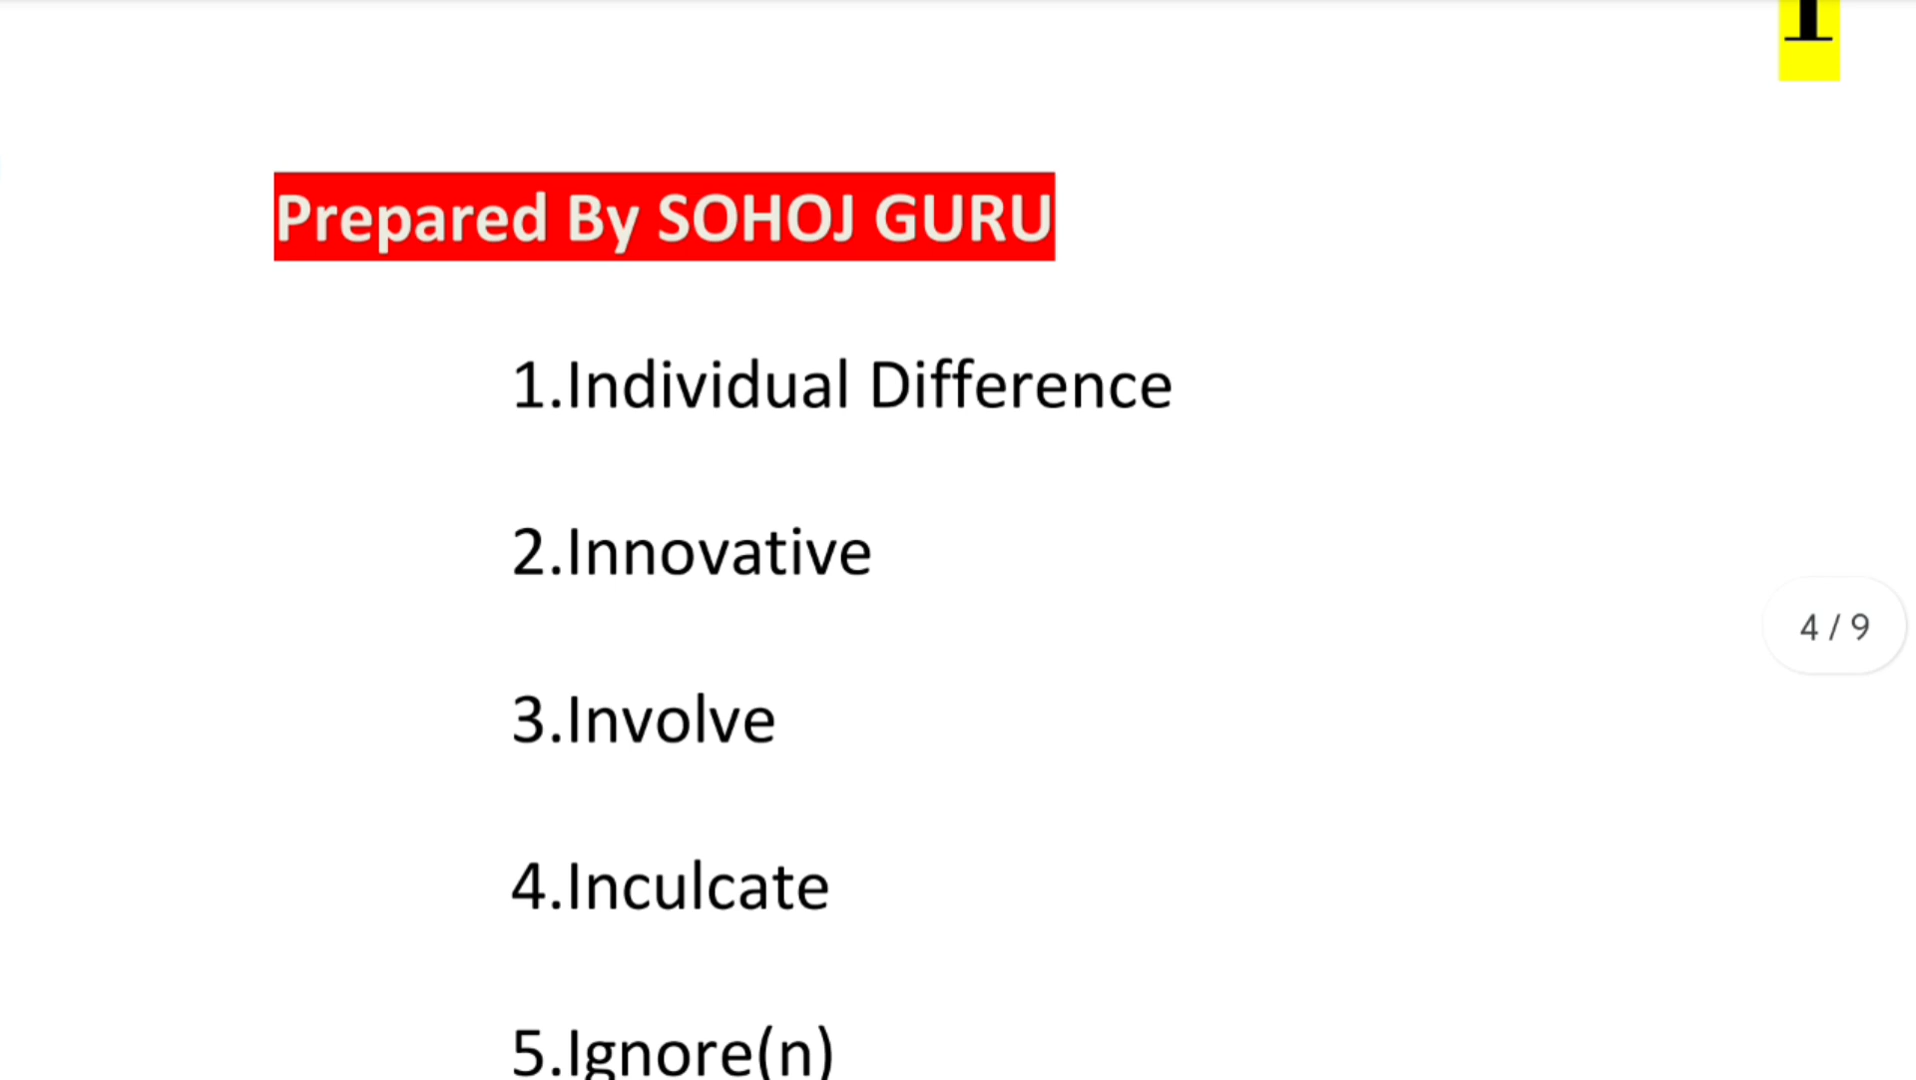 I
Prepared By SOHOJ GURU
1.Individual Difference
2.Innovative
3.Involve
4 / 9
4.Inculcate
5.Ignore(n)